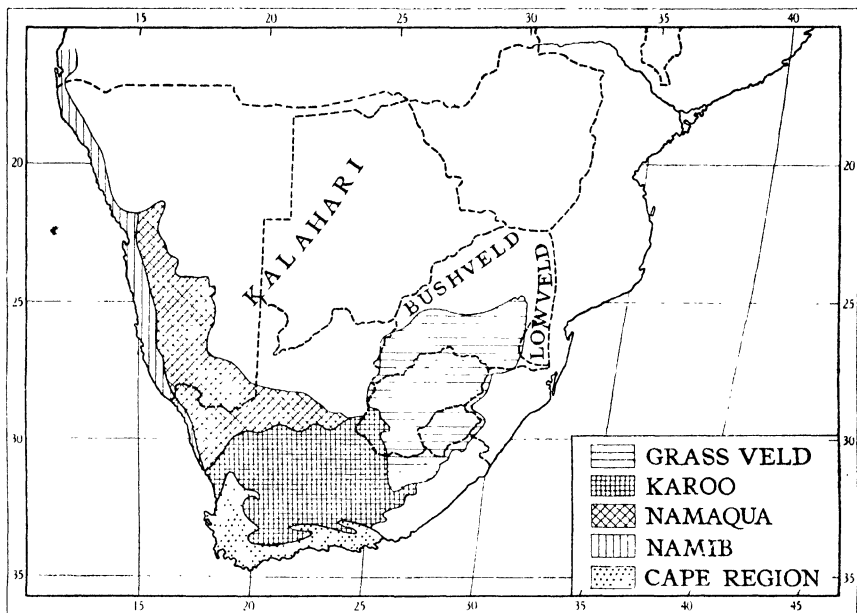 10 15 20 25 30 35 40
20 20
KALAHARI
BUSHVELD
LOWVELD
25 25
30 30
GRASS VELD
KAROO
NAMAQUA
NAMIB
CAPE REGION
35 35
15 20 25 30 35 40 45